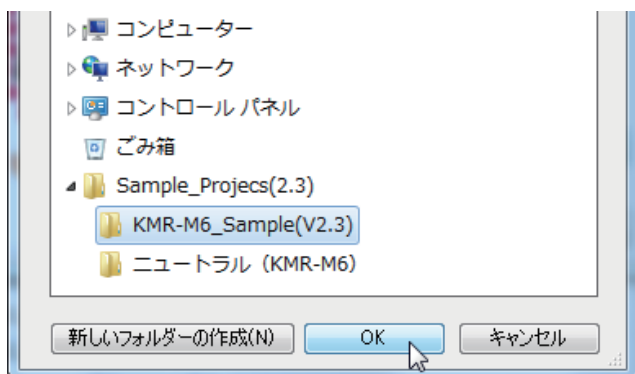 コンピューター
ネットワーク
コントロール パネル
ごみ箱
Sample_Projecs(2.3)
KMR-M6_Sample(V2.3)
ニュートラル（KMR-M6）
新しいフォルダーの作成(N) OK キャンセル